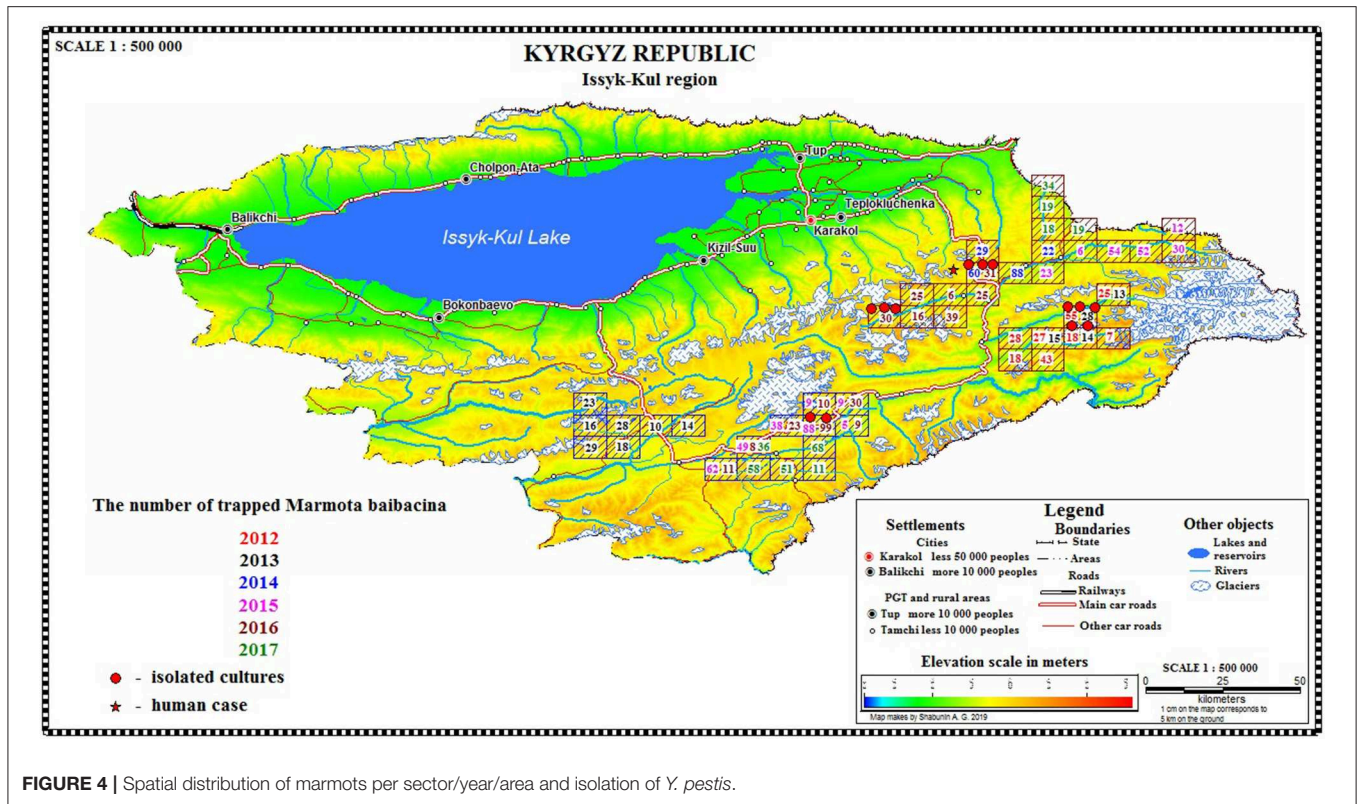 SCALE 1 : 500 000
KYRGYZ REPUBLIC
Issyk-Kul region
Tup
Cholpon-Ata
Teplokluchenka
Karakol
Balikchi
Issyk-Kul Lake
Kizil-Suu
Bokonbaevo
34
19
18 19 12
29 22 6 54 52 30
60 31 88 23
25 6 25 25 13
30 16 39 55 28
28 27 15 18 14 7
18 43
23 9 10 9 30
16 28 10 14 38 23 88 99 5 9
29 18 49 8 36 68
62 11 58 51 11
The number of trapped Marmota baibacina
2012
2013
2014
2015
2016
2017
- isolated cultures
- human case
Legend
Settlements
Cities
Karakol less 50 000 peoples
Balikchi more 10 000 peoples
PGT and rural areas
Tup more 10 000 peoples
Tamchi less 10 000 peoples
Boundaries
State
Areas
Roads
Railways
Main car roads
Other car roads
Other objects
Lakes and
reservoirs
Rivers
Glaciers
Elevation scale in meters
Map makes by Shabunin A. G. 2019
SCALE 1 : 500 000
0 25 50
kilometers
1 cm on the map corresponds to
5 km on the ground
FIGURE 4 | Spatial distribution of marmots per sector/year/area and isolation of Y. pestis.